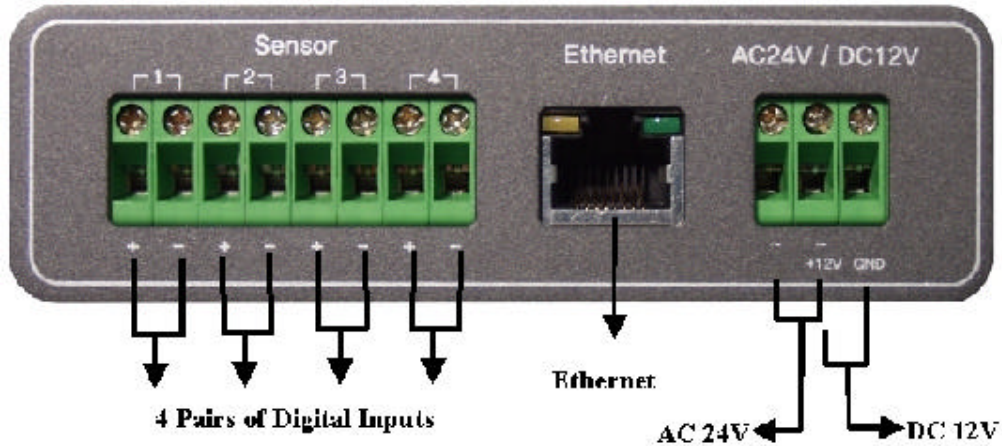 Sensor
Ethernet
AC24V / DC12V
1 2 3 4
+ - + - + - + -
~ ~
+12V GND
Ethernet
4 Pairs of Digital Inputs
AC 24V
DC 12V